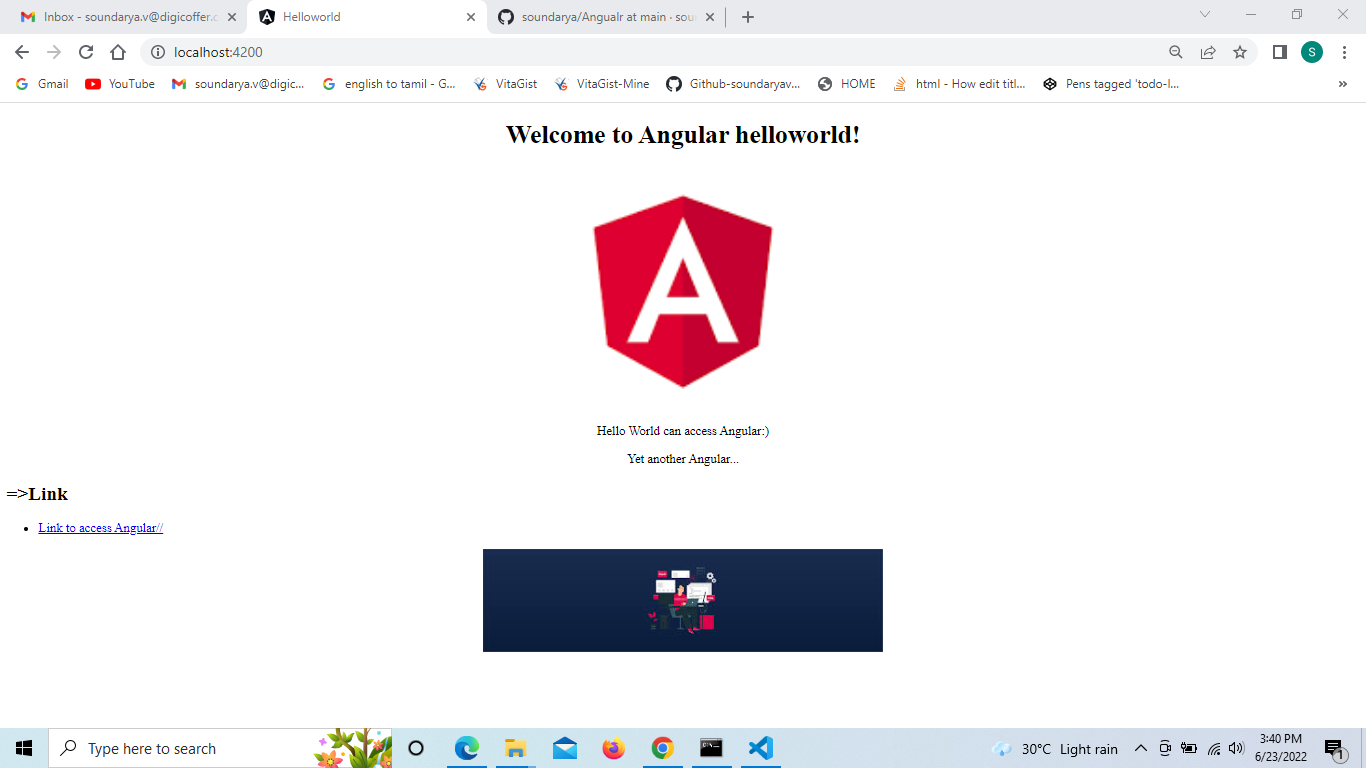 Inbox - soundarya.v@digicoffer.c
Helloworld
soundarya/Angualr at main · sou
localhost:4200
S
Gmail
YouTube
soundarya.v@digic...
english to tamil - G...
VitaGist
VitaGist-Mine
Github-soundaryav...
HOME
html - How edit titl...
Pens tagged 'todo-l...
»
Welcome to Angular helloworld!
A
Hello World can access Angular:)
Yet another Angular...
=>Link
Link to access Angular//
Type here to search
30°C Light rain
3:40 PM
6/23/2022
1